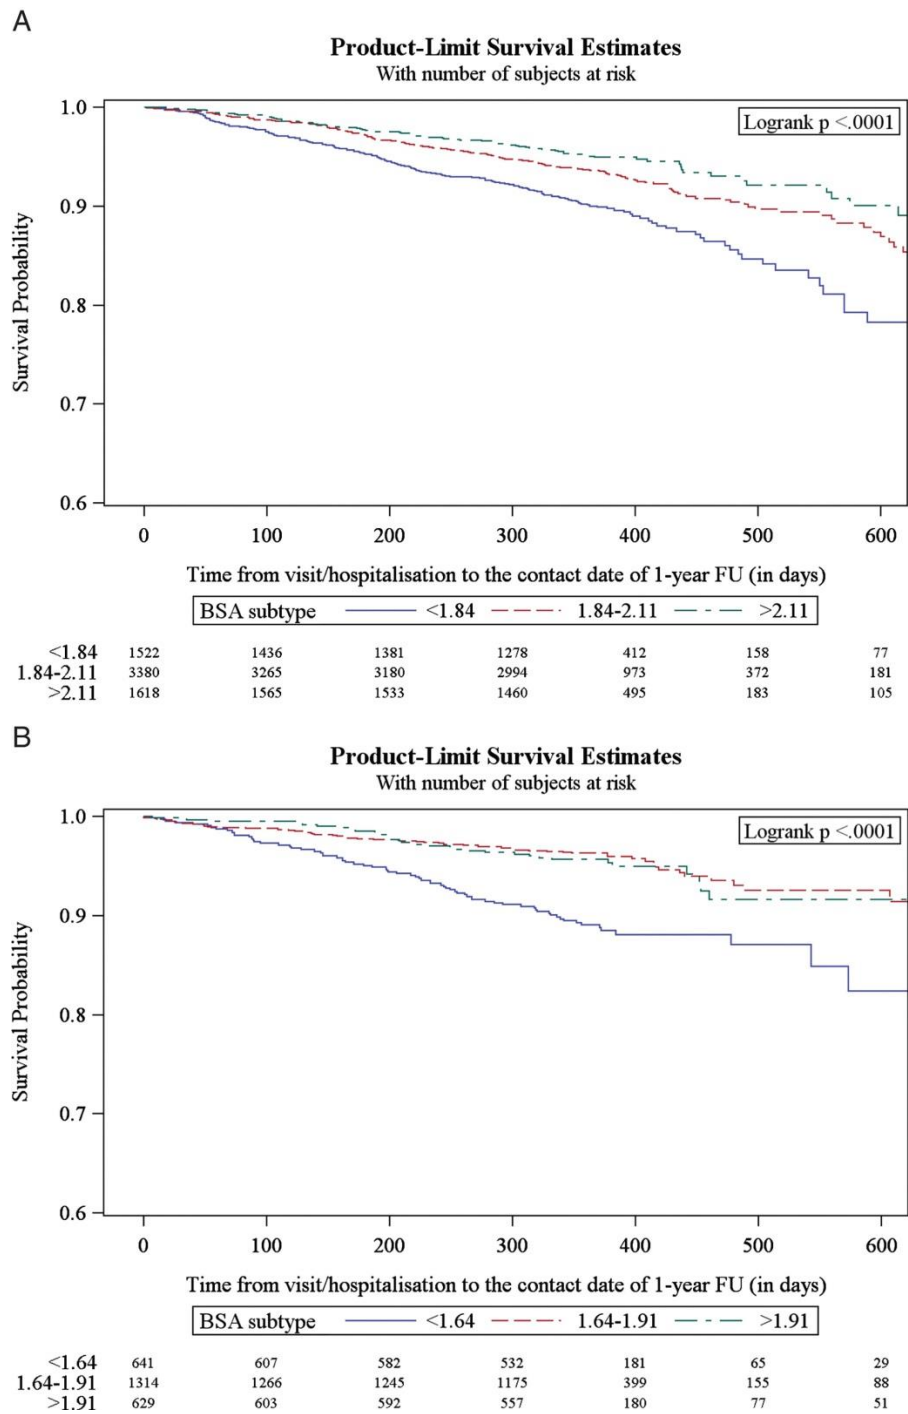 A
Product-Limit Survival Estimates
With number of subjects at risk
Logrank p <.0001
1.0
0.9
0.8
0.7
0.6
Survival Probability
0 100 200 300 400 500 600
Time from visit/hospitalisation to the contact date of 1-year FU (in days)
BSA subtype <1.84 1.84-2.11 >2.11
<1.84 1522 1436 1381 1278 412 158 77
1.84-2.11 3380 3265 3180 2994 973 372 181
>2.11 1618 1565 1533 1460 495 183 105
B
Product-Limit Survival Estimates
With number of subjects at risk
Logrank p <.0001
1.0
0.9
0.8
0.7
0.6
Survival Probability
0 100 200 300 400 500 600
Time from visit/hospitalisation to the contact date of 1-year FU (in days)
BSA subtype <1.64 1.64-1.91 >1.91
<1.64 641 607 582 532 181 65 29
1.64-1.91 1314 1266 1245 1175 399 155 88
>1.91 629 603 592 557 180 77 51